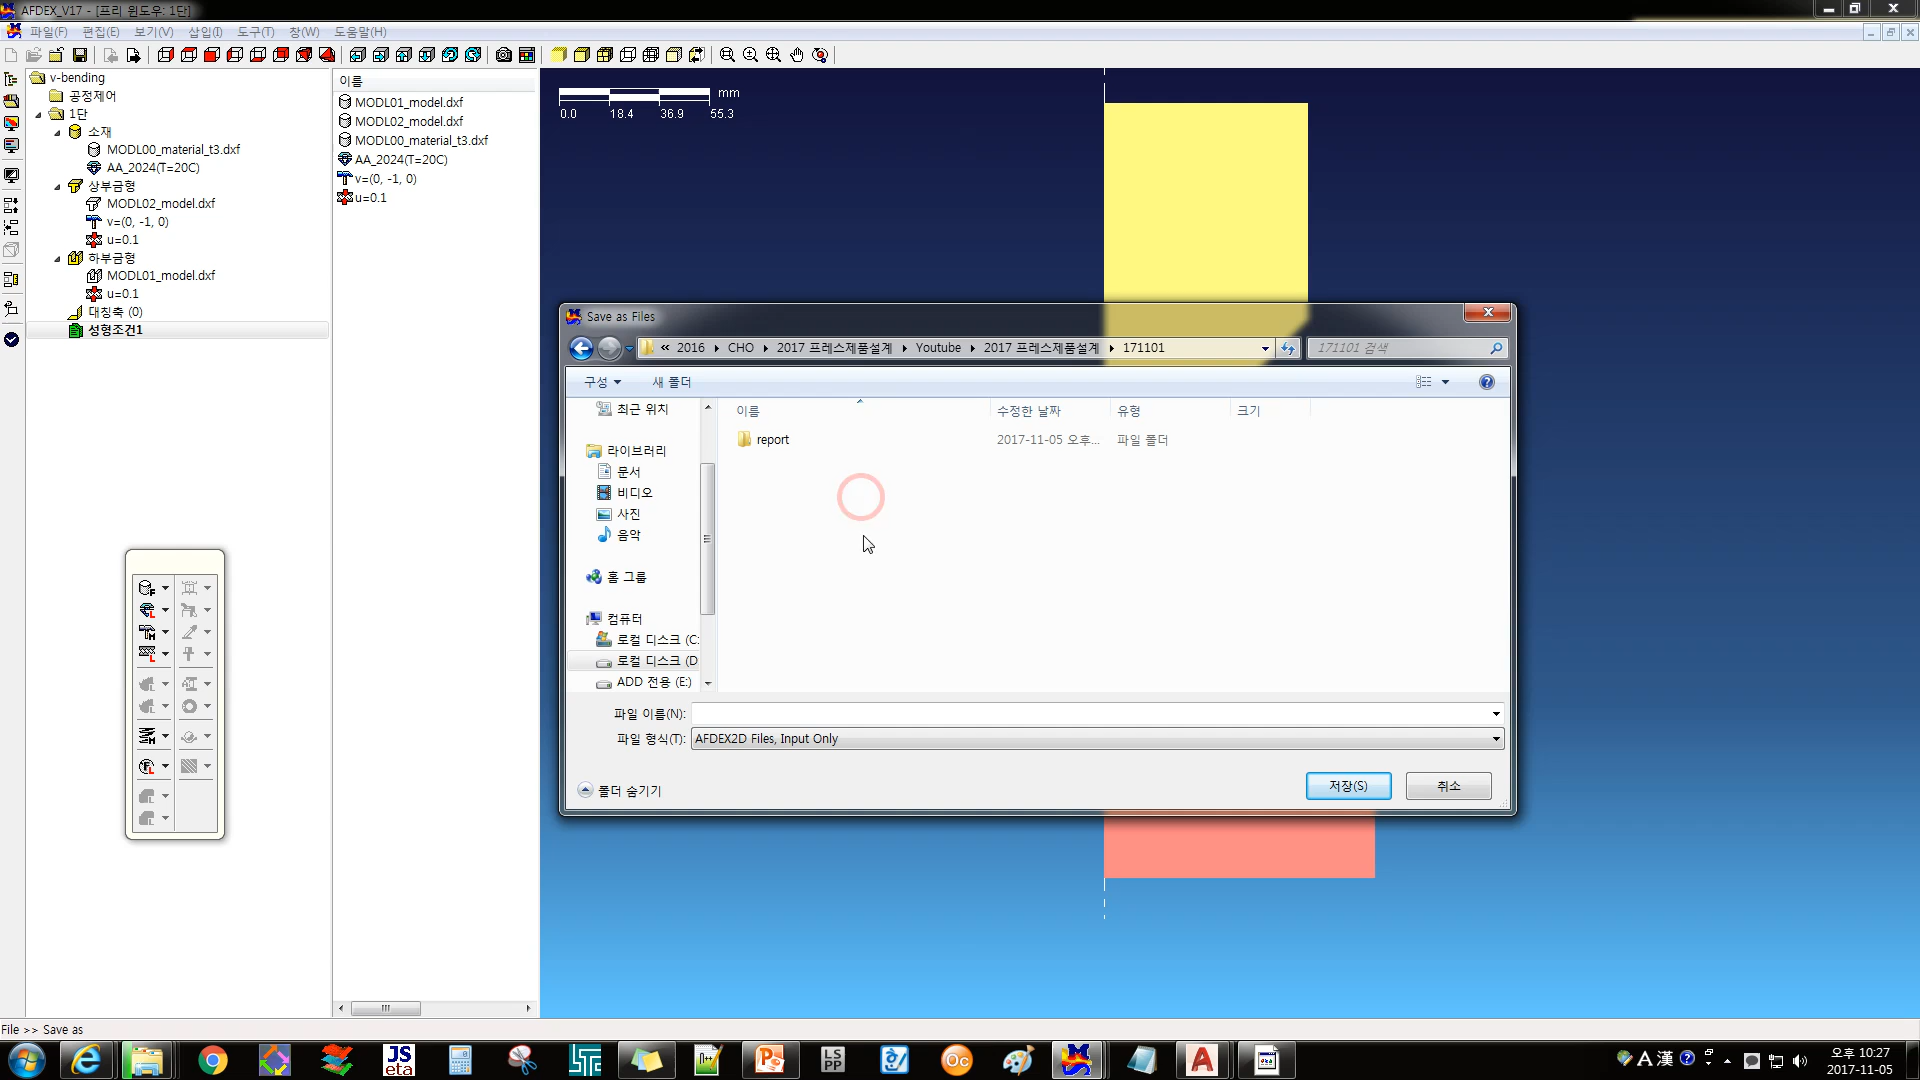 AFDEX_V17 - [프리 윈도우: 1단]
파일(F) 편집(E) 보기(V) 삽입(I) 도구(T) 창(W) 도움말(H)
v-bending
공정제어
1단
소재
MODL00_material_t3.dxf
AA_2024(T=20C)
상부금형
MODL02_model.dxf
v=(0, -1, 0)
u=0.1
하부금형
MODL01_model.dxf
u=0.1
대칭축 (0)
성형조건1
이름
MODL01_model.dxf
MODL02_model.dxf
MODL00_material_t3.dxf
AA_2024(T=20C)
v=(0, -1, 0)
u=0.1
mm
0.0 18.4 36.9 55.3
Save as Files
« 2016 CHO 2017 프레스제품설계 Youtube 2017 프레스제품설계 171101
171101 검색
구성 새 폴더
최근 위치
라이브러리
문서
비디오
사진
음악
홈 그룹
컴퓨터
로컬 디스크 (C:
로컬 디스크 (D
ADD 전용 (E:)
이름 수정한 날짜 유형 크기
report 2017-11-05 오후... 파일 폴더
파일 이름(N):
파일 형식(T): AFDEX2D Files, Input Only
폴더 숨기기
저장(S) 취소
File >> Save as
JS
eta
LS
PP
Oc
A 漢
오후 10:27
2017-11-05